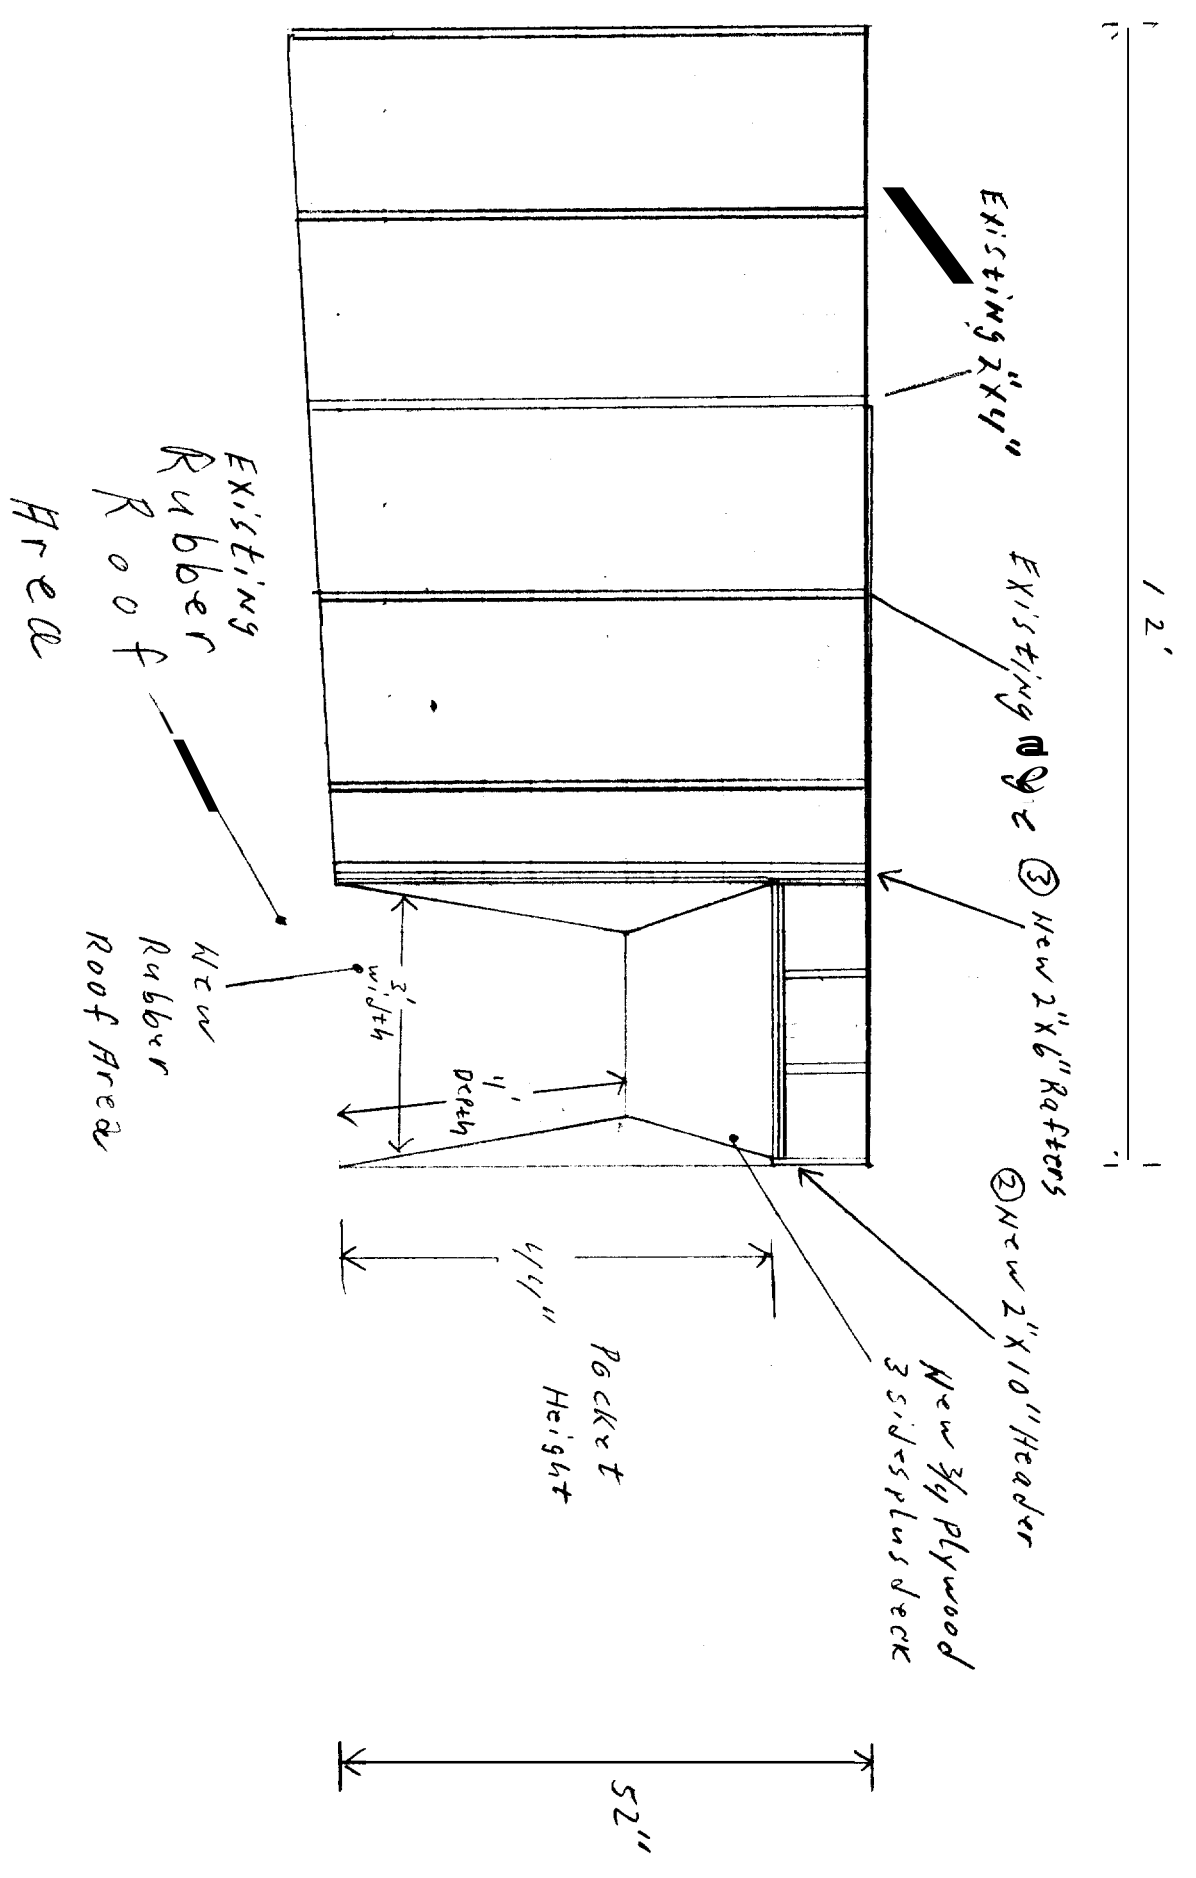 12'
Existing 2"x4"
Existing
③ New 2"x6" Rafters
② New 2"x10" Header
New 3/4 Plywood
3 sides plus deck
Pocket
Height
44"
52"
3'
Width
4'
Depth
Existing
Rubber
Roof
Area
New
Rubber
Roof Area